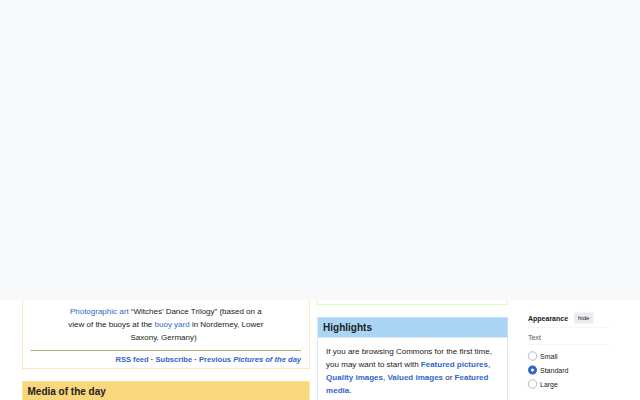 Photographic art “Witches’ Dance Trilogy” (based on a
view of the buoys at the buoy yard in Norderney, Lower
Saxony, Germany)
RSS feed · Subscribe · Previous Pictures of the day
Media of the day
Highlights
If you are browsing Commons for the first time,
you may want to start with Featured pictures,
Quality images, Valued images or Featured
media.
Appearance hide
Text
Small
Standard
Large